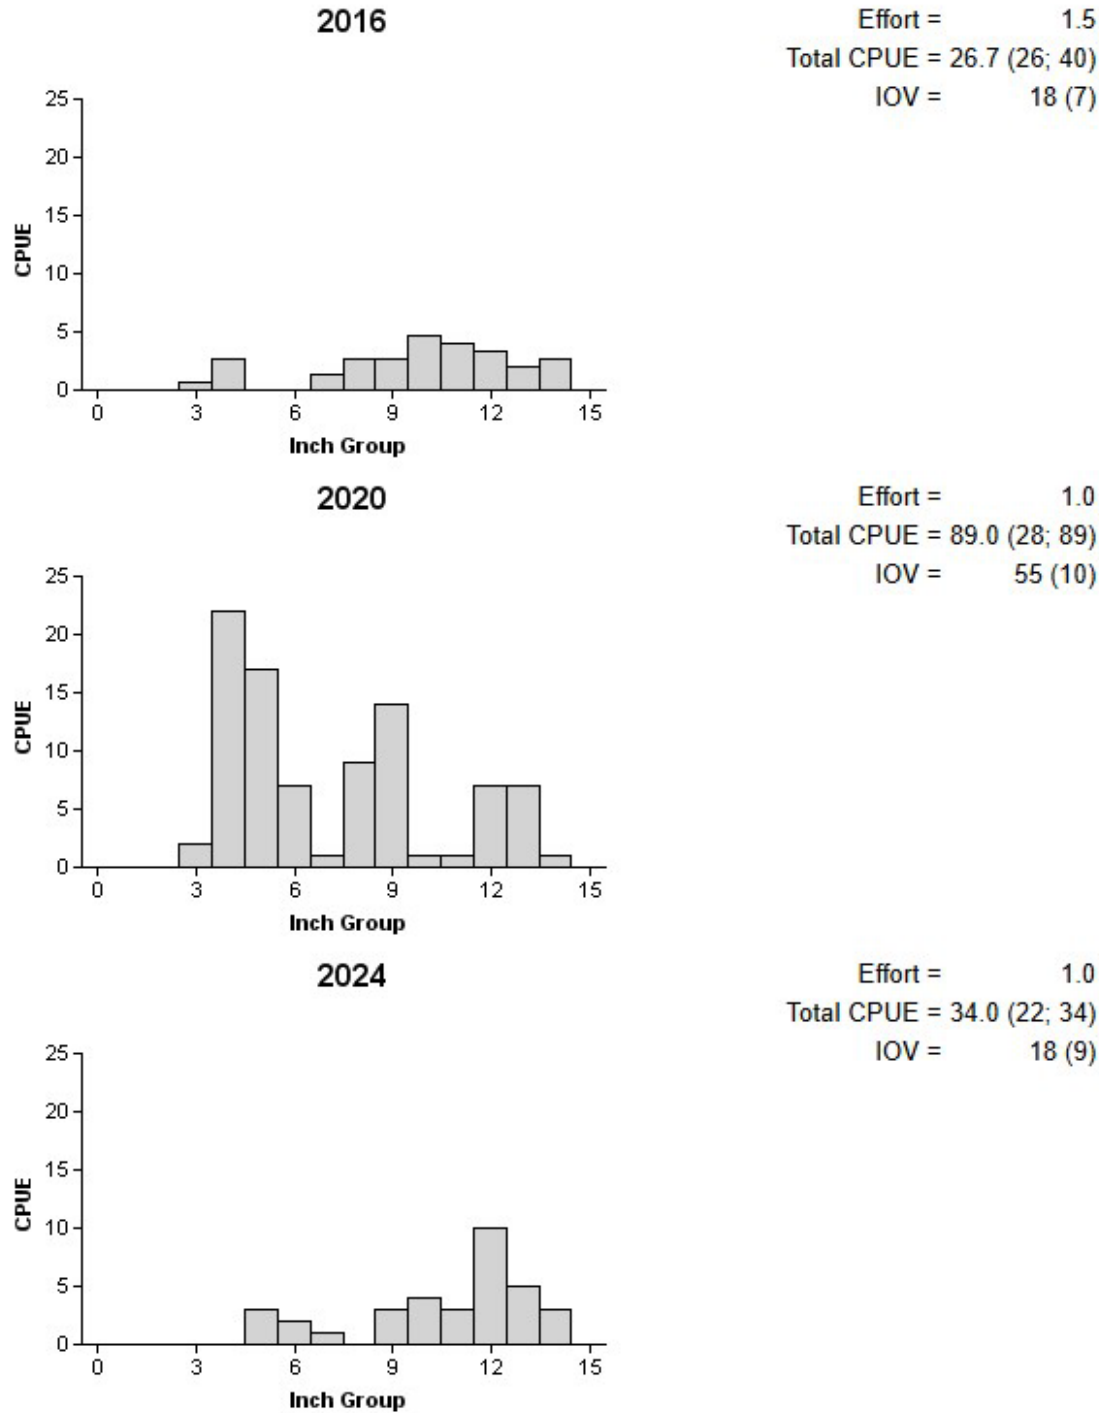 2016
Effort = 1.5
Total CPUE = 26.7 (26; 40)
IOV = 18 (7)
25
20
15
10
5
0
CPUE
0 3 6 9 12 15
Inch Group
2020
Effort = 1.0
Total CPUE = 89.0 (28; 89)
IOV = 55 (10)
25
20
15
10
5
0
CPUE
0 3 6 9 12 15
Inch Group
2024
Effort = 1.0
Total CPUE = 34.0 (22; 34)
IOV = 18 (9)
25
20
15
10
5
0
CPUE
0 3 6 9 12 15
Inch Group